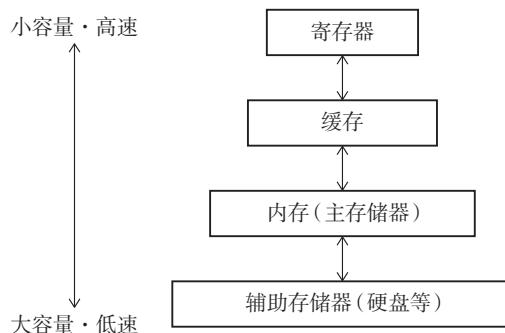 小容量·高速
寄存器
缓存
内存(主存储器)
辅助存储器(硬盘等)
大容量·低速